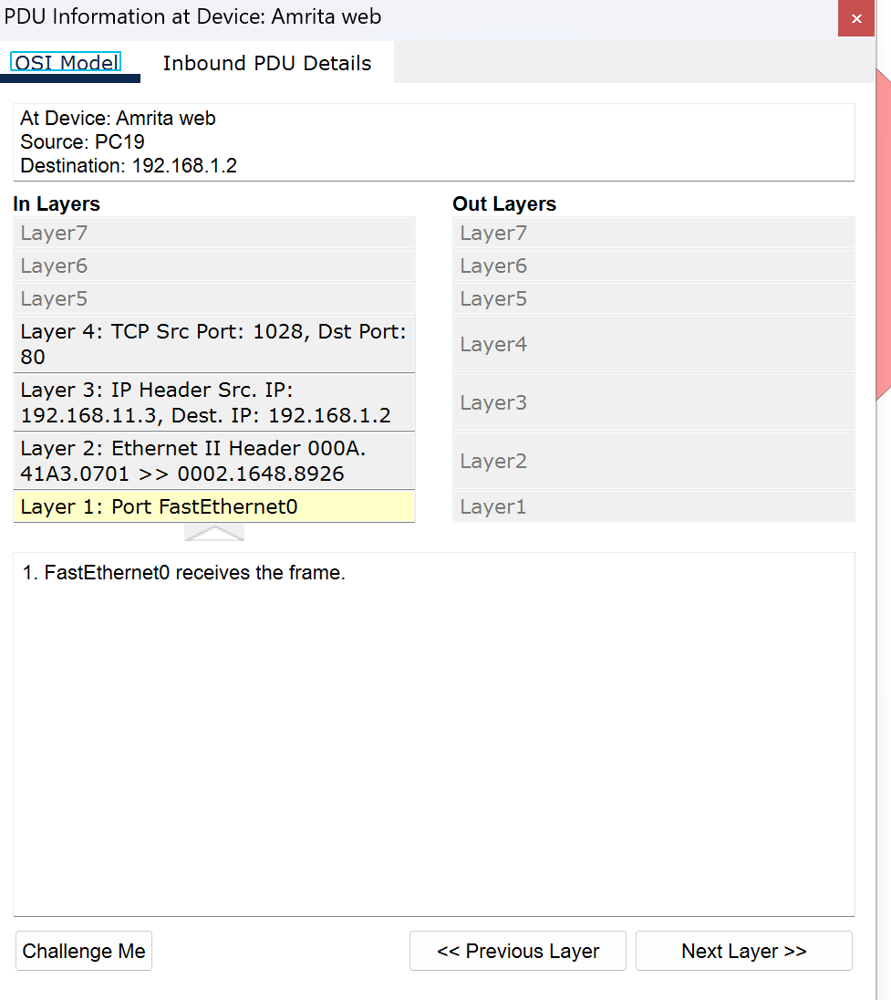 PDU Information at Device: Amrita web
×
OSI Model
Inbound PDU Details
At Device: Amrita web
Source: PC19
Destination: 192.168.1.2
In Layers
Layer7
Layer6
Layer5
Layer 4: TCP Src Port: 1028, Dst Port:
80
Layer 3: IP Header Src. IP:
192.168.11.3, Dest. IP: 192.168.1.2
Layer 2: Ethernet II Header 000A.
41A3.0701 >> 0002.1648.8926
Layer 1: Port FastEthernet0
Out Layers
Layer7
Layer6
Layer5
Layer4
Layer3
Layer2
Layer1
1. FastEthernet0 receives the frame.
Challenge Me
<< Previous Layer
Next Layer >>